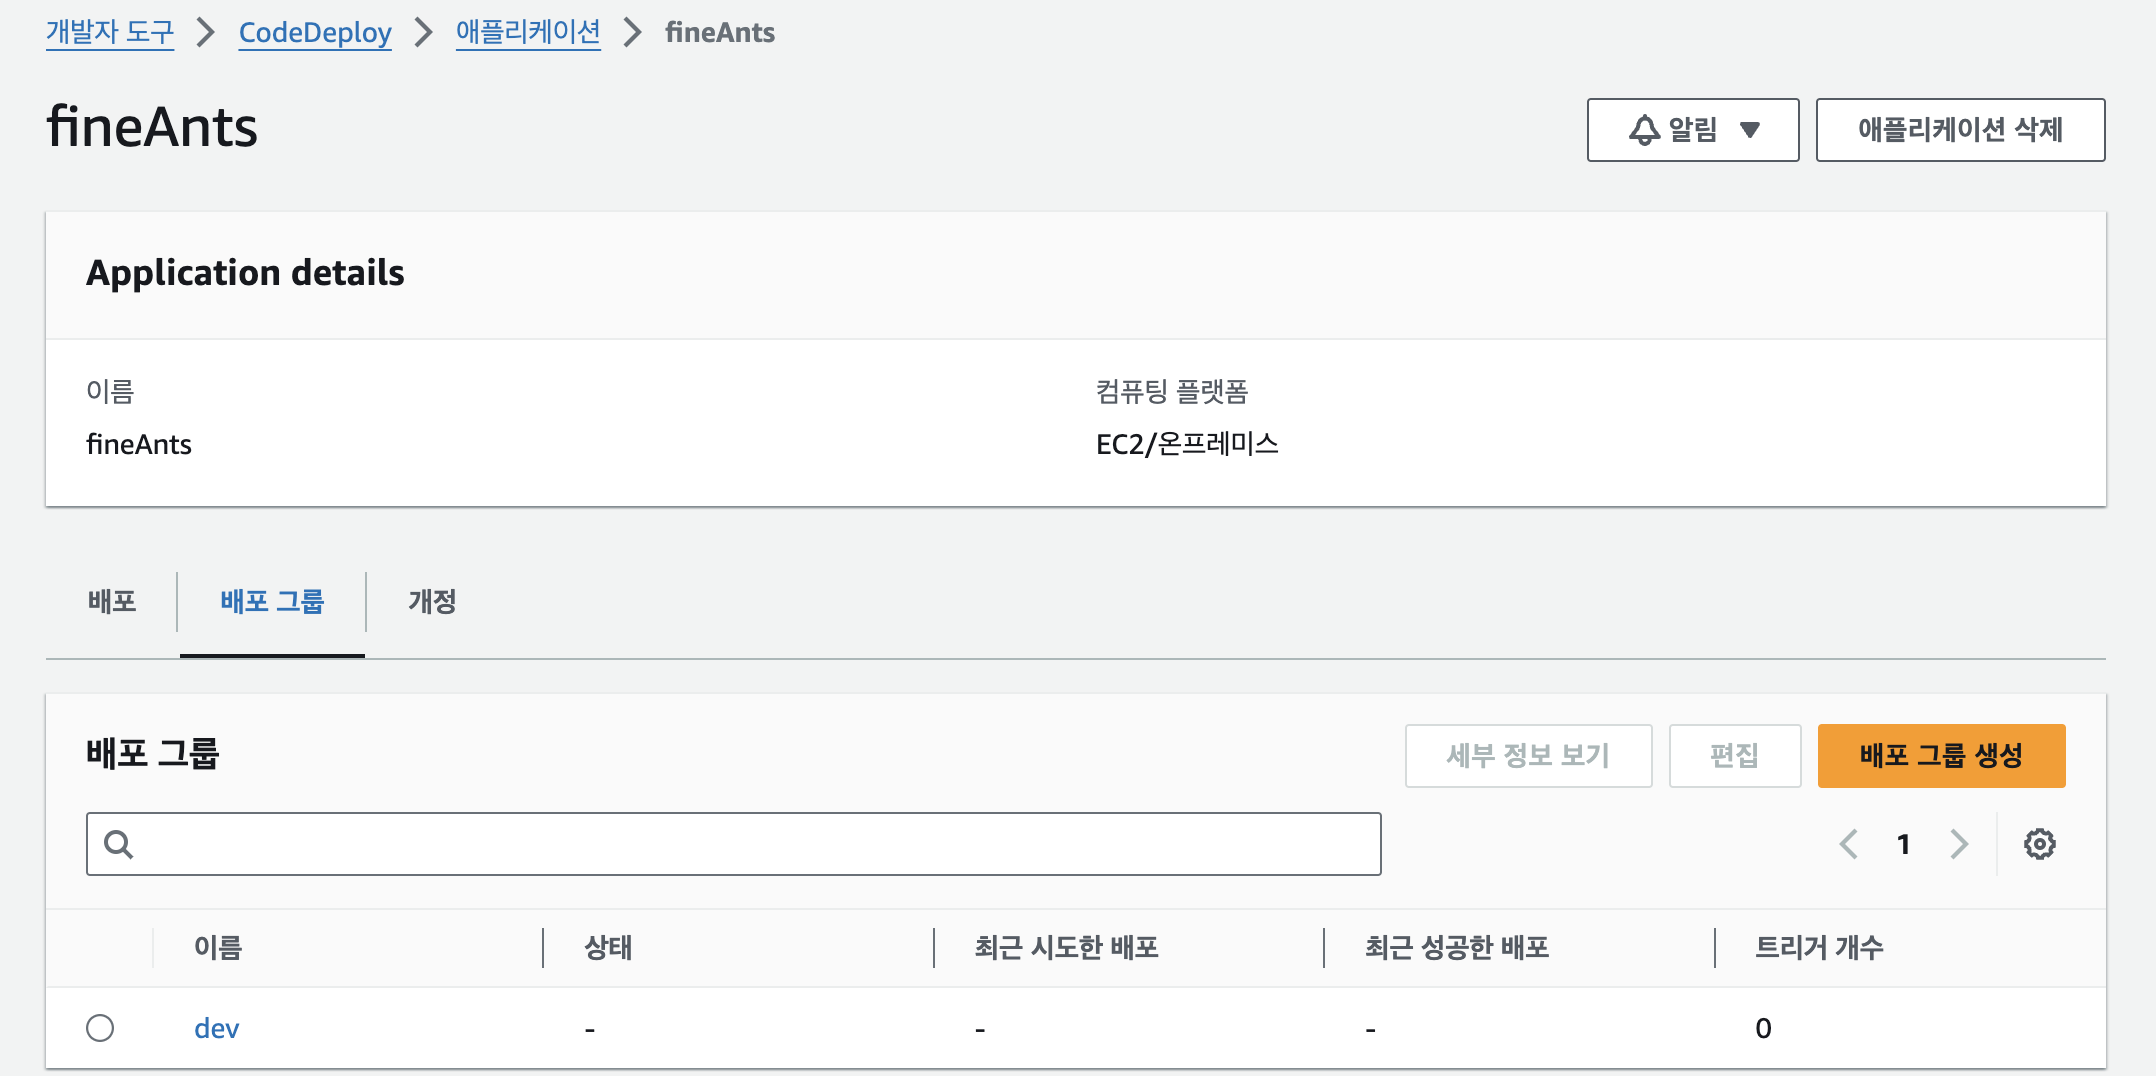 개발자 도구 > CodeDeploy > 애플리케이션 > fineAnts
fineAnts
알림 ▼
애플리케이션 삭제
Application details
이름
컴퓨팅 플랫폼
fineAnts
EC2/온프레미스
배포
배포 그룹
개정
배포 그룹
세부 정보 보기
편집
배포 그룹 생성
1
이름 상태 최근 시도한 배포 최근 성공한 배포 트리거 개수
dev - - - 0